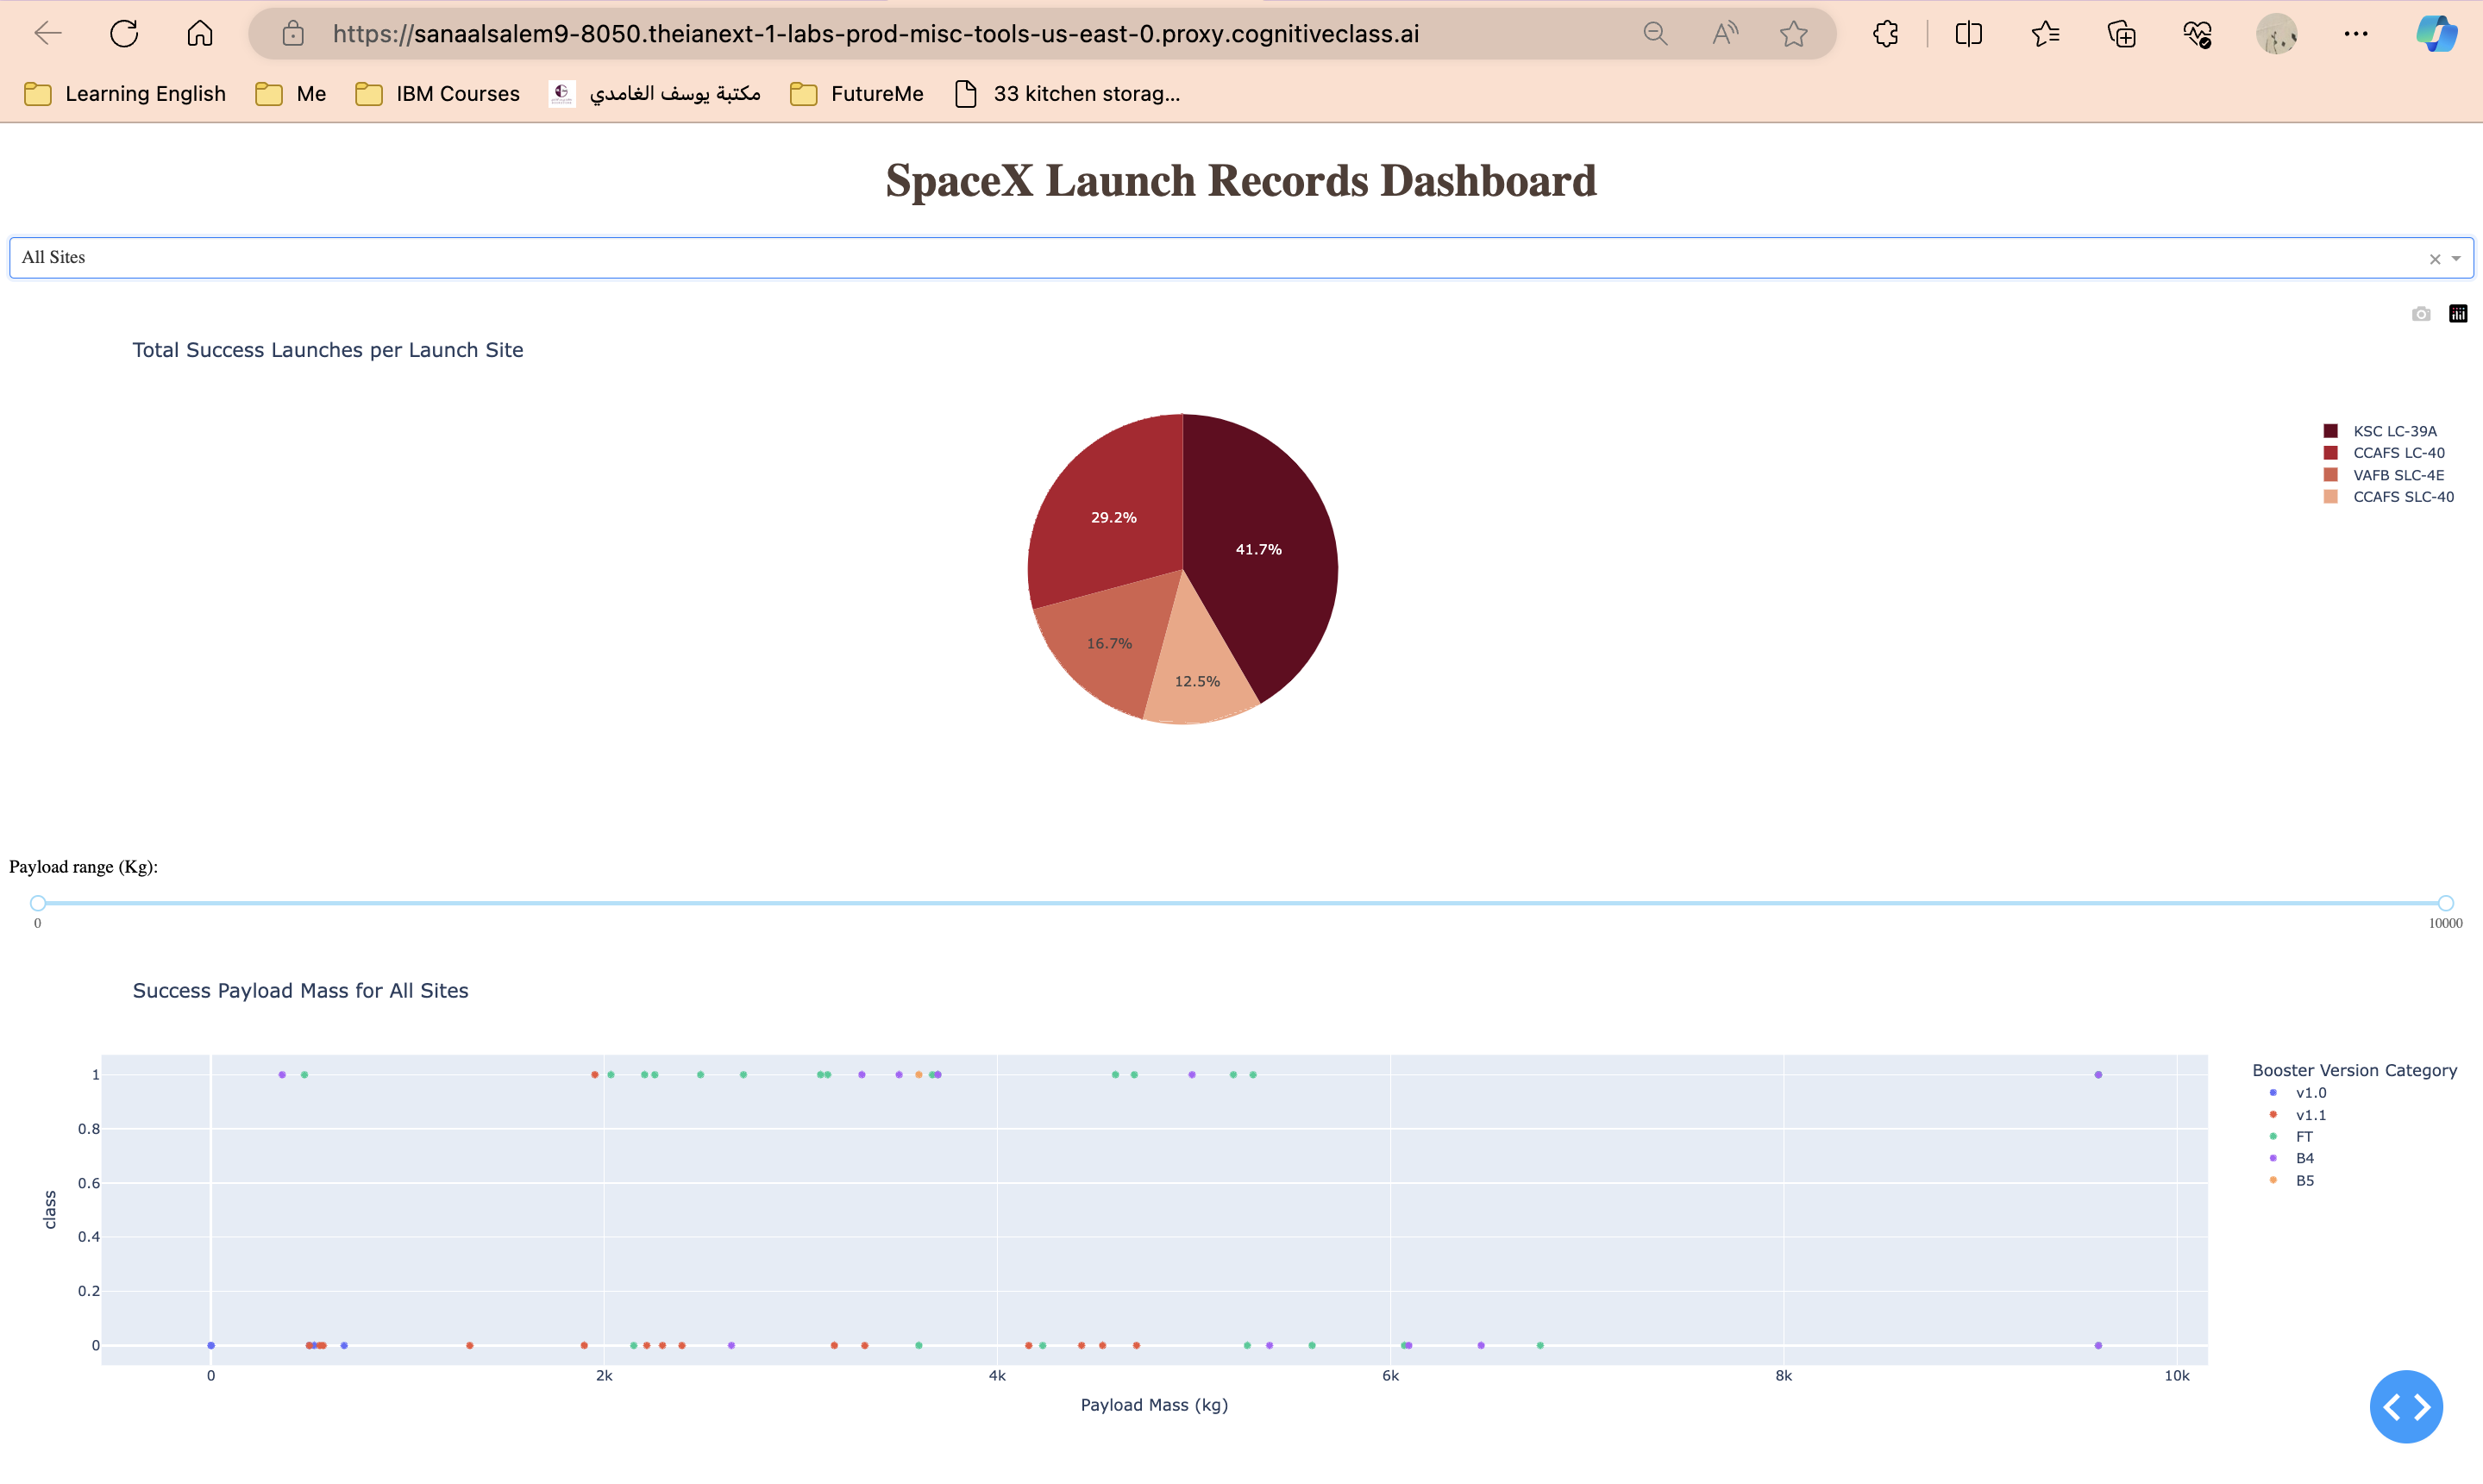 https://sanaalsalem9-8050.theianext-1-labs-prod-misc-tools-us-east-0.proxy.cognitiveclass.ai
Learning English Me IBM Courses مكتبة يوسف الغامدي FutureMe 33 kitchen storag...
SpaceX Launch Records Dashboard
All Sites
Total Success Launches per Launch Site
KSC LC-39A
CCAFS LC-40
VAFB SLC-4E
CCAFS SLC-40
29.2%
41.7%
16.7%
12.5%
Payload range (Kg):
0 10000
Success Payload Mass for All Sites
Booster Version Category
v1.0
v1.1
FT
B4
B5
1
0.8
0.6
0.4
0.2
0
class
0 2k 4k 6k 8k 10k
Payload Mass (kg)